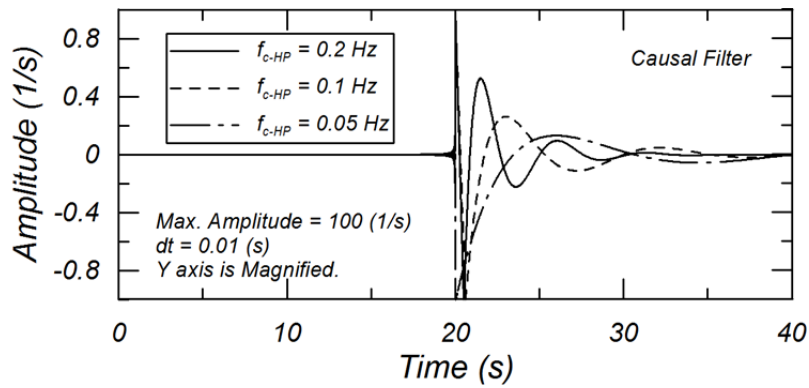 Amplitude (1/s)
0.8
0.4
0
-0.4
-0.8
f_c-HP = 0.2 Hz
f_c-HP = 0.1 Hz
f_c-HP = 0.05 Hz
Causal Filter
Max. Amplitude = 100 (1/s)
dt = 0.01 (s)
Y axis is Magnified.
0 10 20 30 40
Time (s)